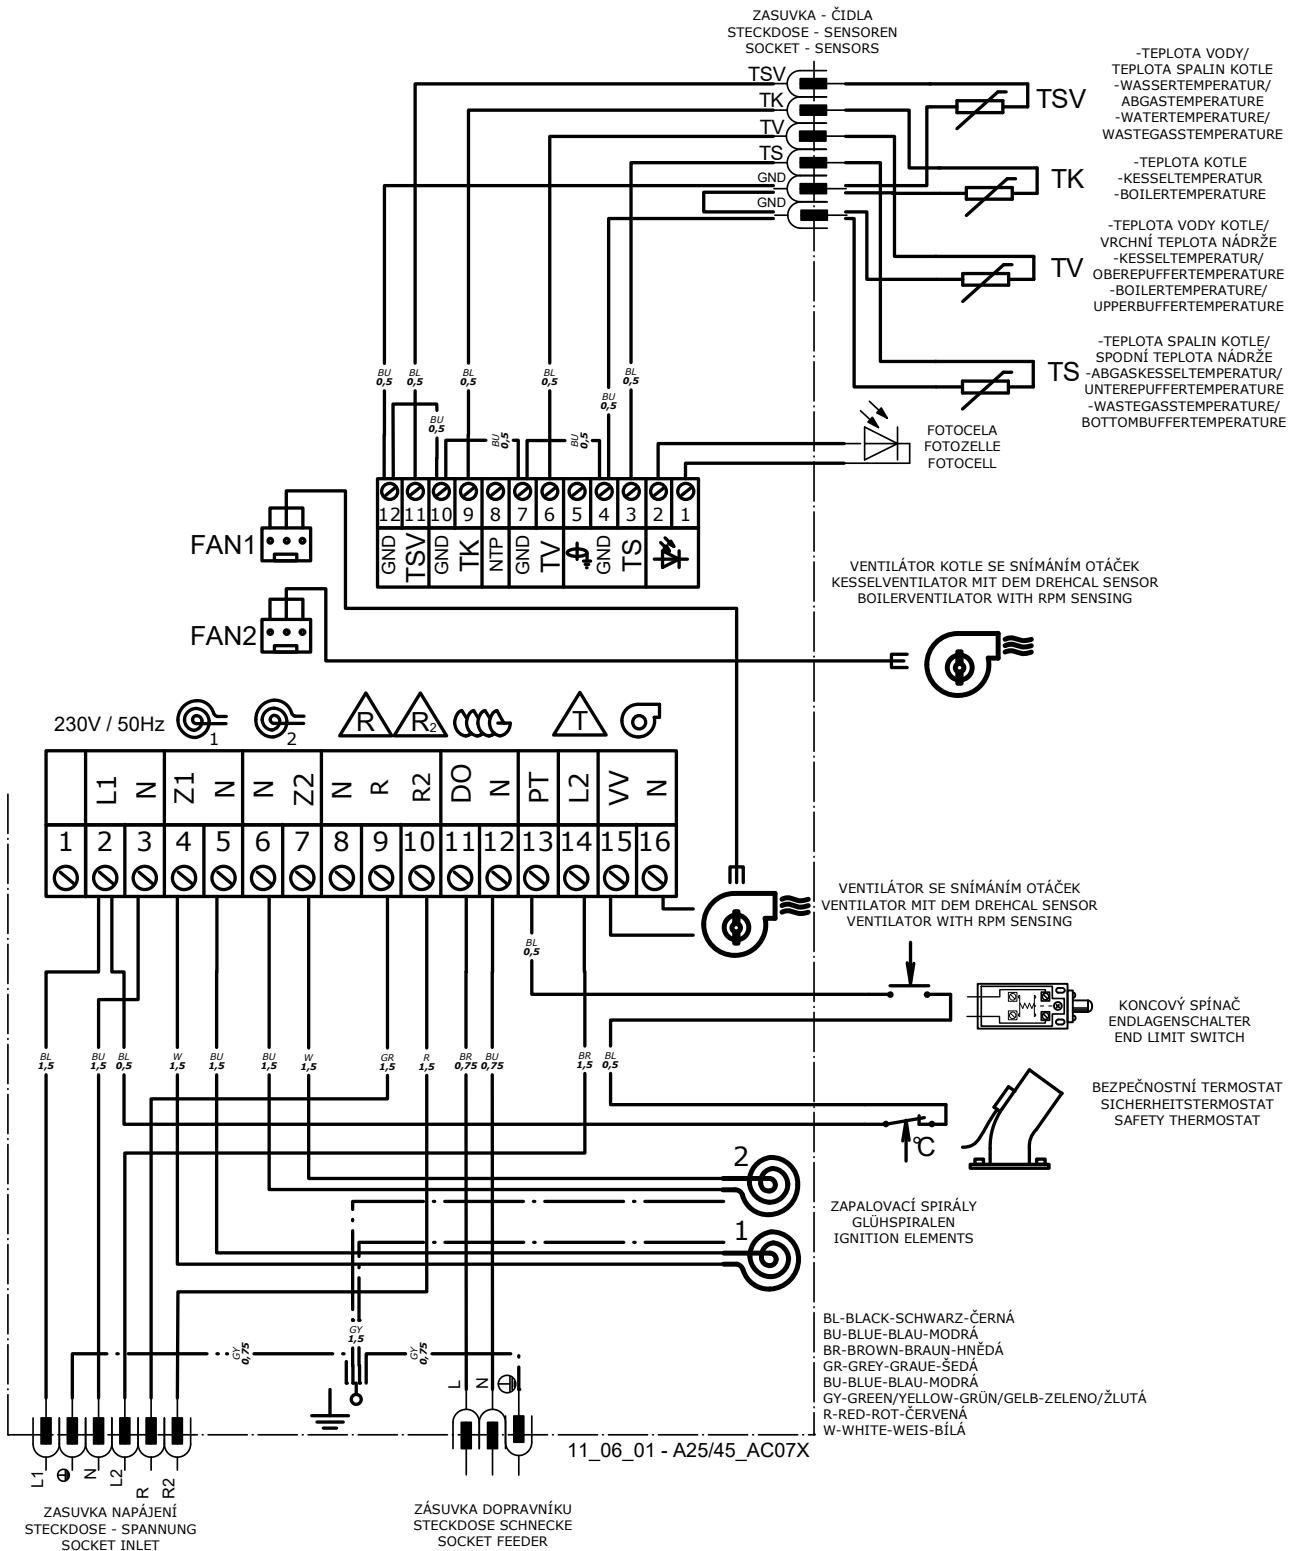 ZASUVKA - ČIDLA
STECKDOSE - SENSOREN
SOCKET - SENSORS
TSV
TK
TV
TS
GND
GND
TSV
-TEPLOTA VODY/
TEPLOTA SPALIN KOTLE
-WASSERTEMPERATUR/
ABGASTEMPERATURE
-WATERTEMPERATURE/
WASTEGASSTEMPERATURE
TK
-TEPLOTA KOTLE
-KESSELTEMPERATUR
-BOILERTEMPERATURE
TV
-TEPLOTA VODY KOTLE/
VRCHNÍ TEPLOTA NÁDRŽE
-KESSELTEMPERATUR/
OBEREPUFFERTEMPERATURE
-BOILERTEMPERATURE/
UPPERBUFFERTEMPERATURE
TS
-TEPLOTA SPALIN KOTLE/
SPODNÍ TEPLOTA NÁDRŽE
-ABGASKESSELTEMPERATUR/
UNTEREPUFFERTEMPERATURE
-WASTEGASSTEMPERATURE/
BOTTOMBUFFERTEMPERATURE
BU 0,5
BL 0,5
BL 0,5
BL 0,5
BL 0,5
BU 0,5
BU 0,5
BU 0,5
BU 0,5
FOTOCELA
FOTOZELLE
FOTOCELL
12 11 10 9 8 7 6 5 4 3 2 1
GND TSV GND TK NTP GND TV GND TS
FAN1
FAN2
VENTILÁTOR KOTLE SE SNÍMÁNÍM OTÁČEK
KESSELVENTILATOR MIT DEM DREHCAL SENSOR
BOILERVENTILATOR WITH RPM SENSING
230V / 50Hz
1
2
R
R2
T
L1 N Z1 N N Z2 N R R2 DO N PT L2 VV N
1 2 3 4 5 6 7 8 9 10 11 12 13 14 15 16
VENTILÁTOR SE SNÍMÁNÍM OTÁČEK
VENTILATOR MIT DEM DREHCAL SENSOR
VENTILATOR WITH RPM SENSING
BL 0,5
KONCOVÝ SPÍNAČ
ENDLAGENSCHALTER
END LIMIT SWITCH
BL 1,5
BU 1,5
BL 0,5
W 1,5
BU 1,5
BU 1,5
W 1,5
GR 1,5
R 1,5
BR 0,75
BU 0,75
BR 1,5
BL 0,5
BEZPEČNOSTNÍ TERMOSTAT
SICHERHEITSTERMOSTAT
SAFETY THERMOSTAT
°C
2
1
ZAPALOVACÍ SPIRÁLY
GLÜHSPIRALEN
IGNITION ELEMENTS
GY 0,75
GY 1,5
GY 0,75
BL-BLACK-SCHWARZ-ČERNÁ
BU-BLUE-BLAU-MODRÁ
BR-BROWN-BRAUN-HNĚDÁ
GR-GREY-GRAUE-ŠEDÁ
BU-BLUE-BLAU-MODRÁ
GY-GREEN/YELLOW-GRÜN/GELB-ZELENO/ŽLUTÁ
R-RED-ROT-ČERVENÁ
W-WHITE-WEIS-BÍLÁ
L N
11_06_01 - A25/45_AC07X
L1 N L2 R R2
ZASUVKA NAPÁJENÍ
STECKDOSE - SPANNUNG
SOCKET INLET
ZÁSUVKA DOPRAVNÍKU
STECKDOSE SCHNECKE
SOCKET FEEDER